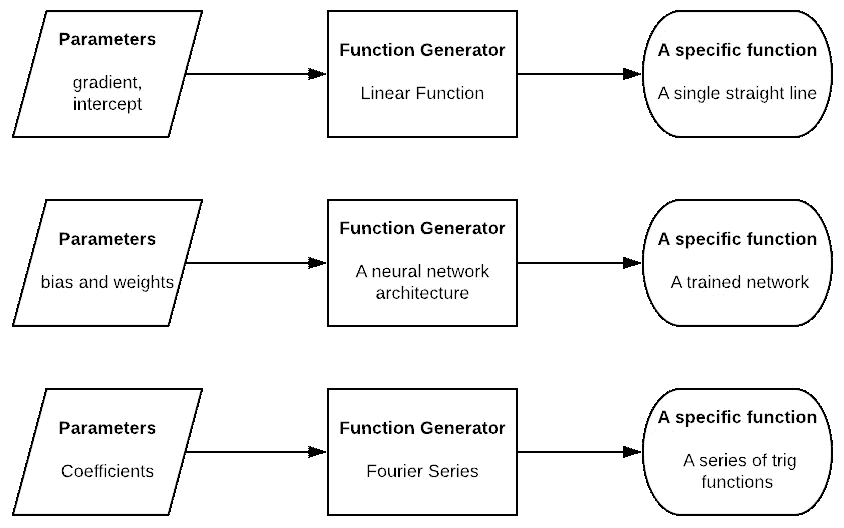 Parameters
gradient,
intercept
Function Generator
Linear Function
A specific function
A single straight line
Parameters
bias and weights
Function Generator
A neural network
architecture
A specific function
A trained network
Parameters
Coefficients
Function Generator
Fourier Series
A specific function
A series of trig
functions